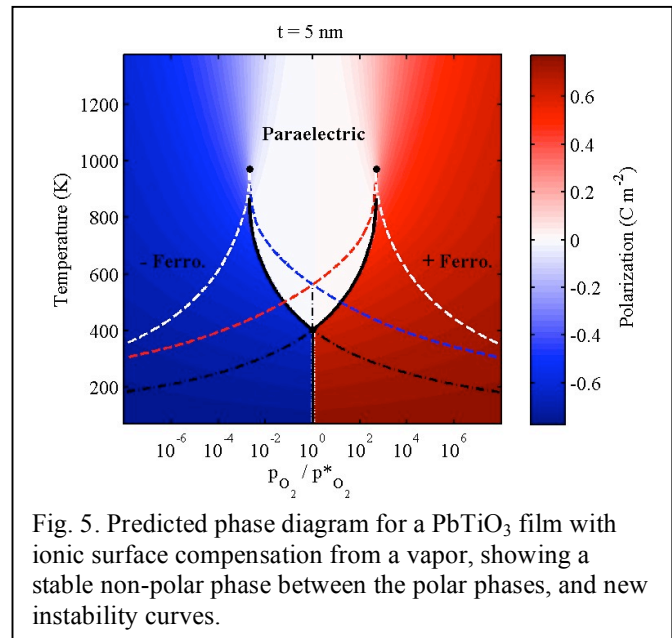 t = 5 nm
1200
1000
800
600
400
200
Temperature (K)
Paraelectric
- Ferro.
+ Ferro.
10^-6
10^-4
10^-2
10^0
10^2
10^4
10^6
p_O_2 / p*_O_2
0.6
0.4
0.2
0
-0.2
-0.4
-0.6
Polarization (C m^-2)
Fig. 5. Predicted phase diagram for a PbTiO₃ film with
ionic surface compensation from a vapor, showing a
stable non-polar phase between the polar phases, and new
instability curves.